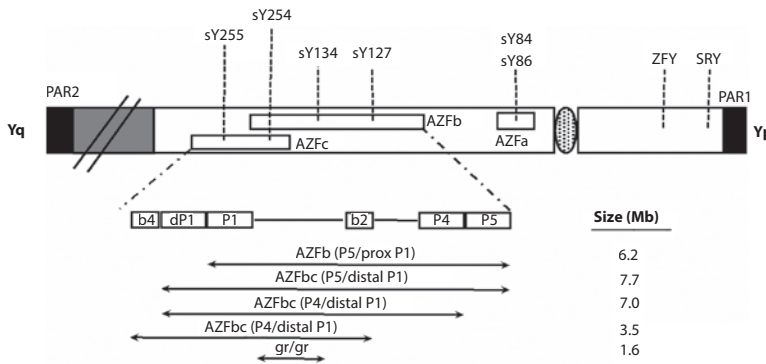 sY255
sY254
sY134
sY127
sY84
sY86
ZFY
SRY
PAR2
PAR1
Yq
Yp
AZFb
AZFc
AZFa
b4 dP1 P1 b2 P4 P5
Size (Mb)
AZFb (P5/prox P1) 6.2
AZFbc (P5/distal P1) 7.7
AZFbc (P4/distal P1) 7.0
AZFbc (P4/distal P1) 3.5
gr/gr 1.6